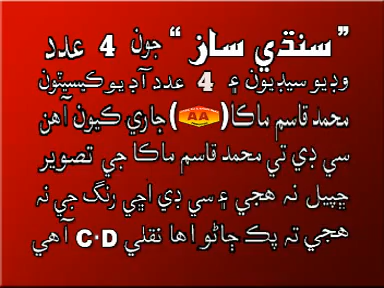 ”سنڌي ساز“ جون 4 عدد
وڊيو سيڊيون ۽ 4 عدد آڊيو ڪيسيٽون
محمد قاسم ماڪا (AA) جاري ڪيون آهن
سي ڊي تي محمد قاسم ماڪا جي تصوير
ڇپيل نه هجي ۽ سي ڊي اڇي رنگ جي نه
هجي ته پڪ ڄاڻو اها نقلي C.D آهي